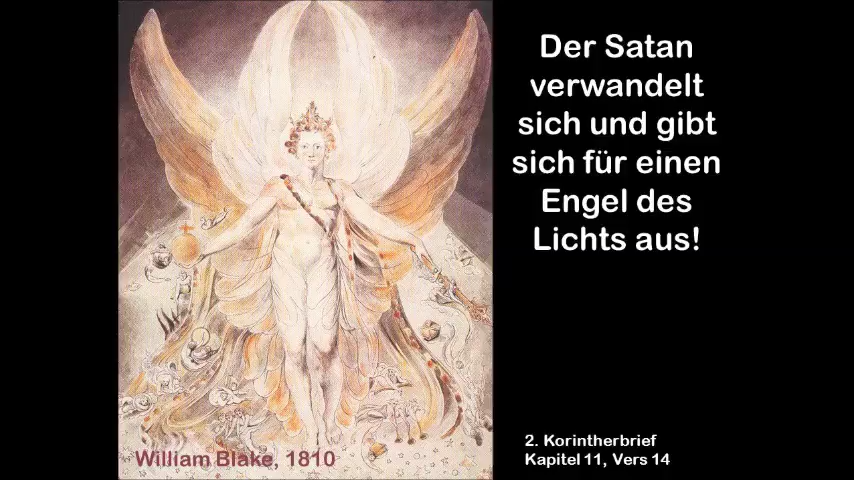 Der Satan
verwandelt
sich und gibt
sich für einen
Engel des
Lichts aus!
2. Korintherbrief
Kapitel 11, Vers 14
William Blake, 1810